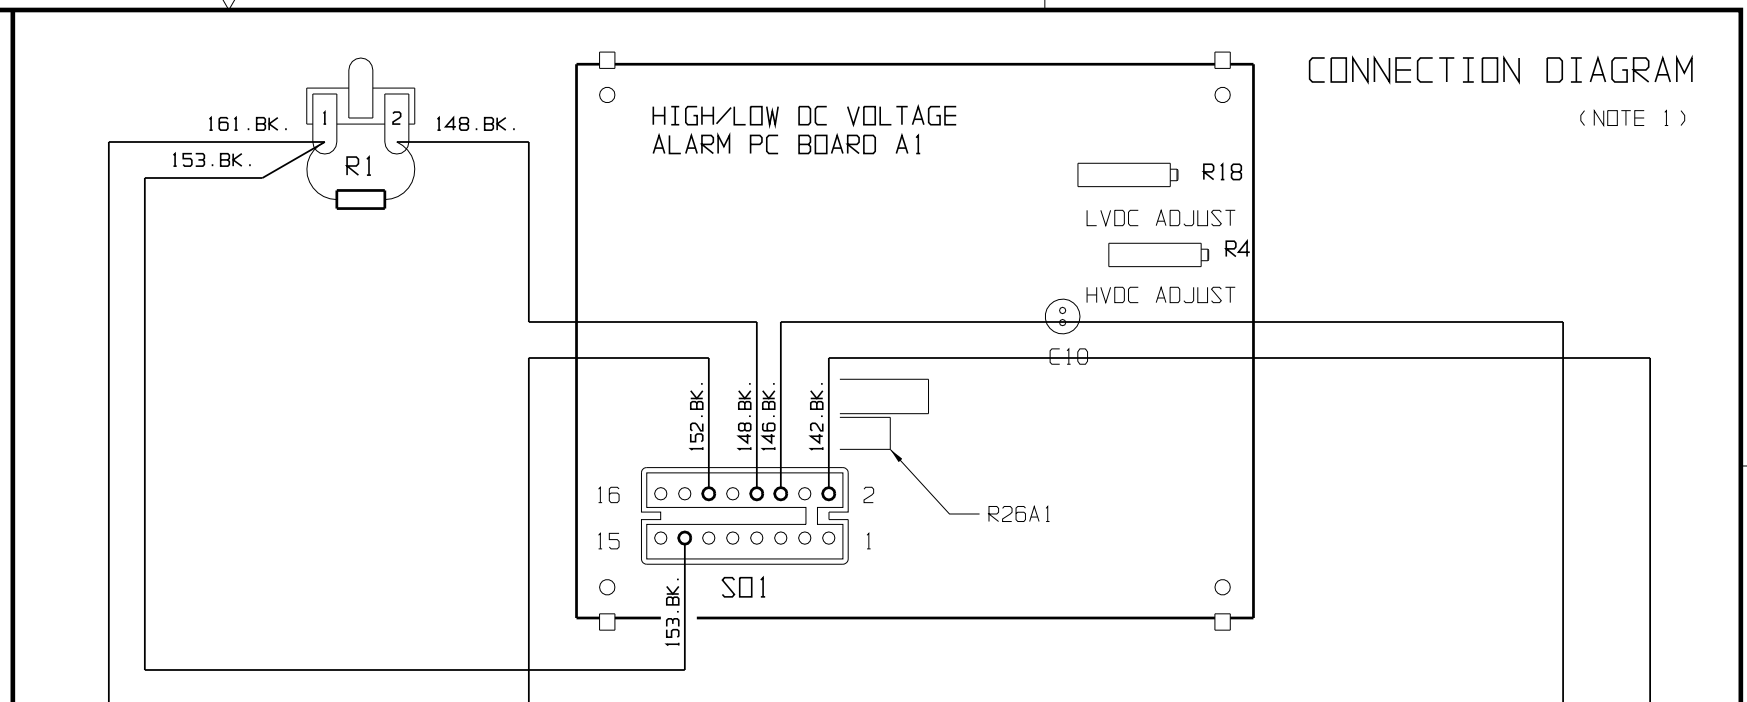 CONNECTION DIAGRAM
(NOTE 1)
HIGH/LOW DC VOLTAGE
ALARM PC BOARD A1
1
2
161.BK.
148.BK.
153.BK.
R1
R18
LVDC ADJUST
R4
HVDC ADJUST
C10
152.BK.
148.BK.
146.BK.
142.BK.
16
2
R26A1
15
1
SO1
153.BK.